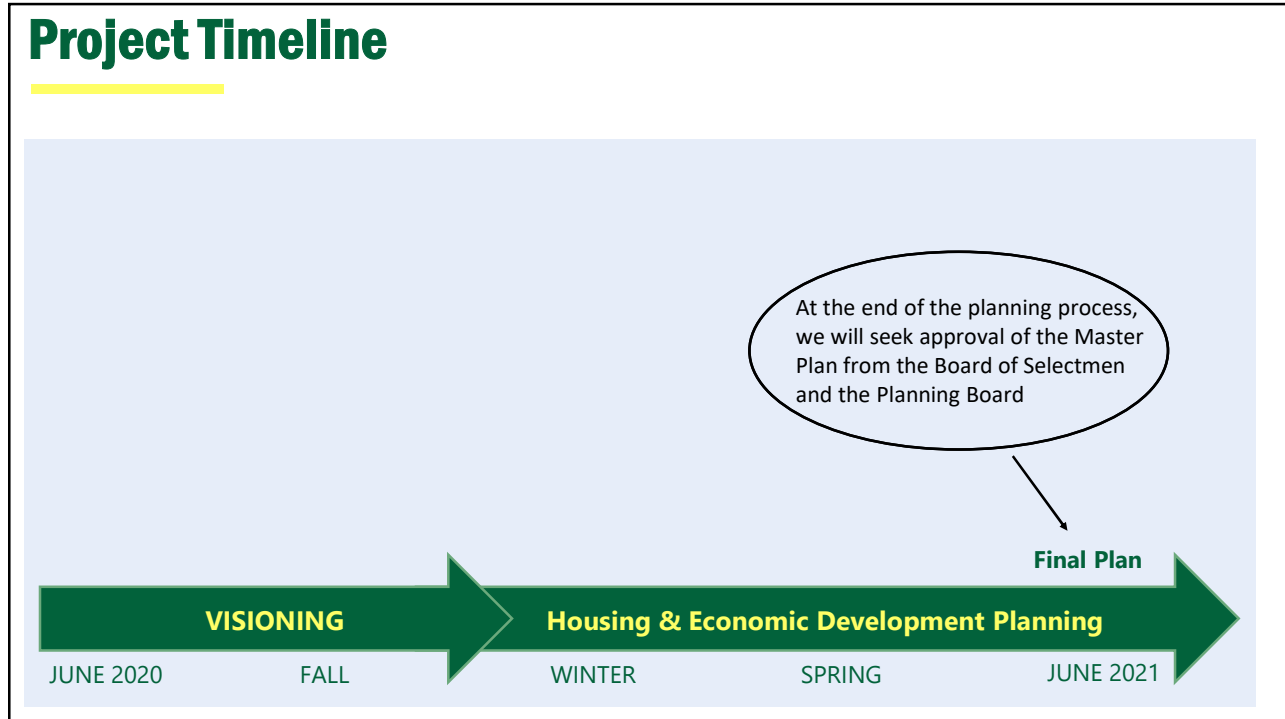 Project Timeline
At the end of the planning process,
we will seek approval of the Master
Plan from the Board of Selectmen
and the Planning Board
Final Plan
VISIONING
Housing & Economic Development Planning
JUNE 2020
FALL
WINTER
SPRING
JUNE 2021